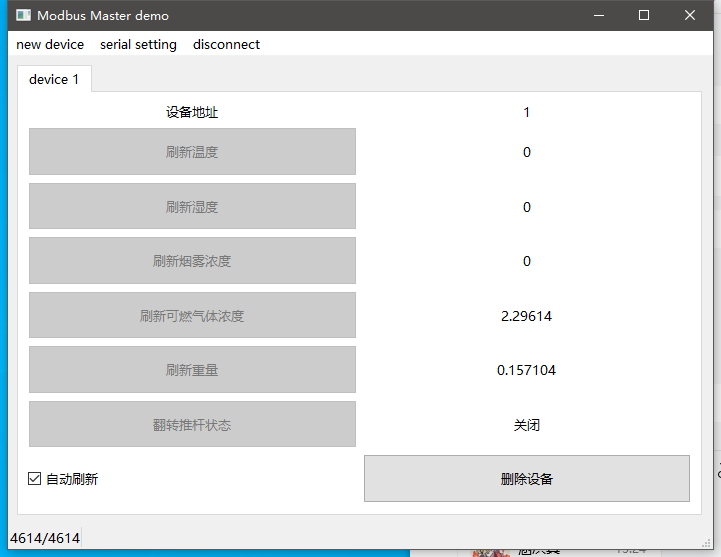 Modbus Master demo
new device serial setting disconnect
device 1
设备地址 1
刷新温度 0
刷新湿度 0
刷新烟雾浓度 0
刷新可燃气体浓度 2.29614
刷新重量 0.157104
翻转推杆状态 关闭
自动刷新 删除设备
4614/4614